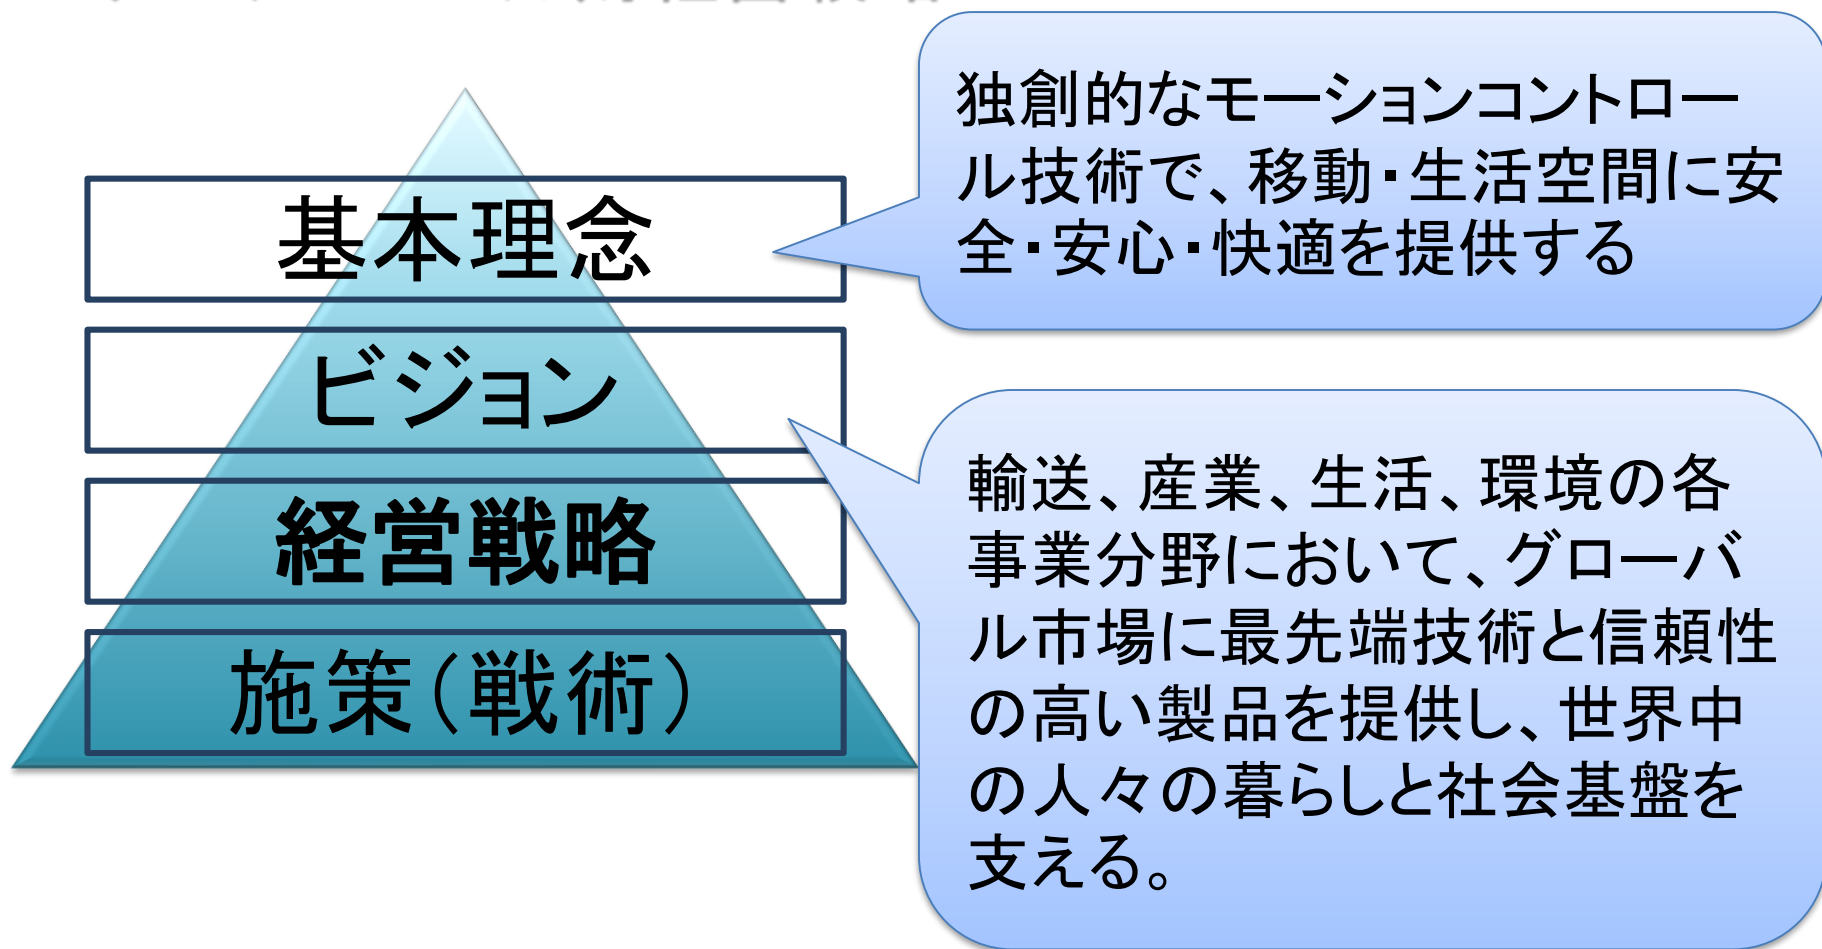 基本理念
ビジョン
経営戦略
施策(戦術)
独創的なモーションコントロー
ル技術で、移動・生活空間に安
全・安心・快適を提供する
輸送、産業、生活、環境の各
事業分野において、グローバ
ル市場に最先端技術と信頼性
の高い製品を提供し、世界中
の人々の暮らしと社会基盤を
支える。